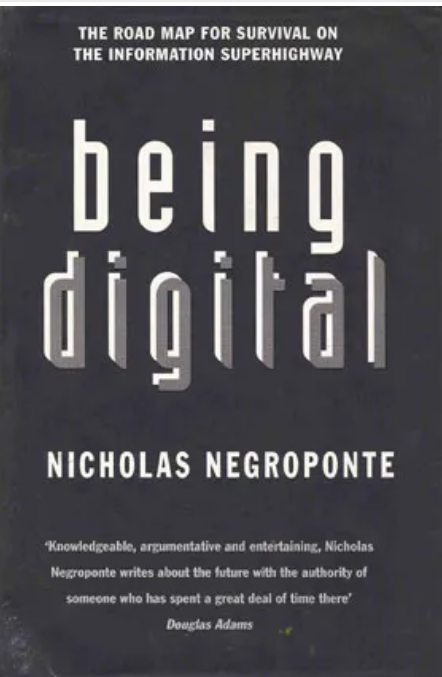 THE ROAD MAP FOR SURVIVAL ON
THE INFORMATION SUPERHIGHWAY
being
digital
NICHOLAS NEGROPONTE
‘Knowledgeable, argumentative and entertaining, Nicholas
Negroponte writes about the future with the authority of
someone who has spent a great deal of time there’
Douglas Adams